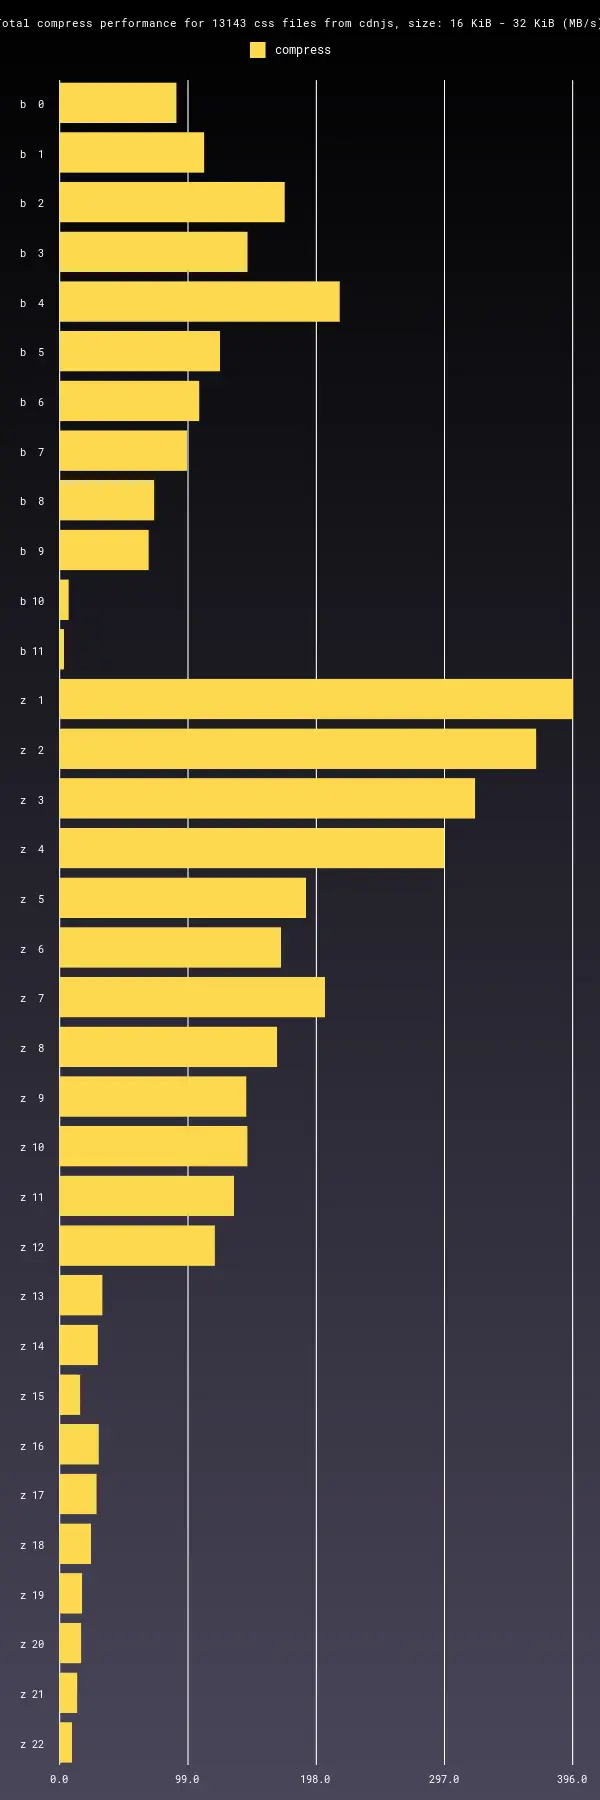 otal compress performance for 13143 css files from cdnjs, size: 16 KiB - 32 KiB (MB/s)
compress
b 0
b 1
b 2
b 3
b 4
b 5
b 6
b 7
b 8
b 9
b 10
b 11
z 1
z 2
z 3
z 4
z 5
z 6
z 7
z 8
z 9
z 10
z 11
z 12
z 13
z 14
z 15
z 16
z 17
z 18
z 19
z 20
z 21
z 22
0.0 99.0 198.0 297.0 396.0